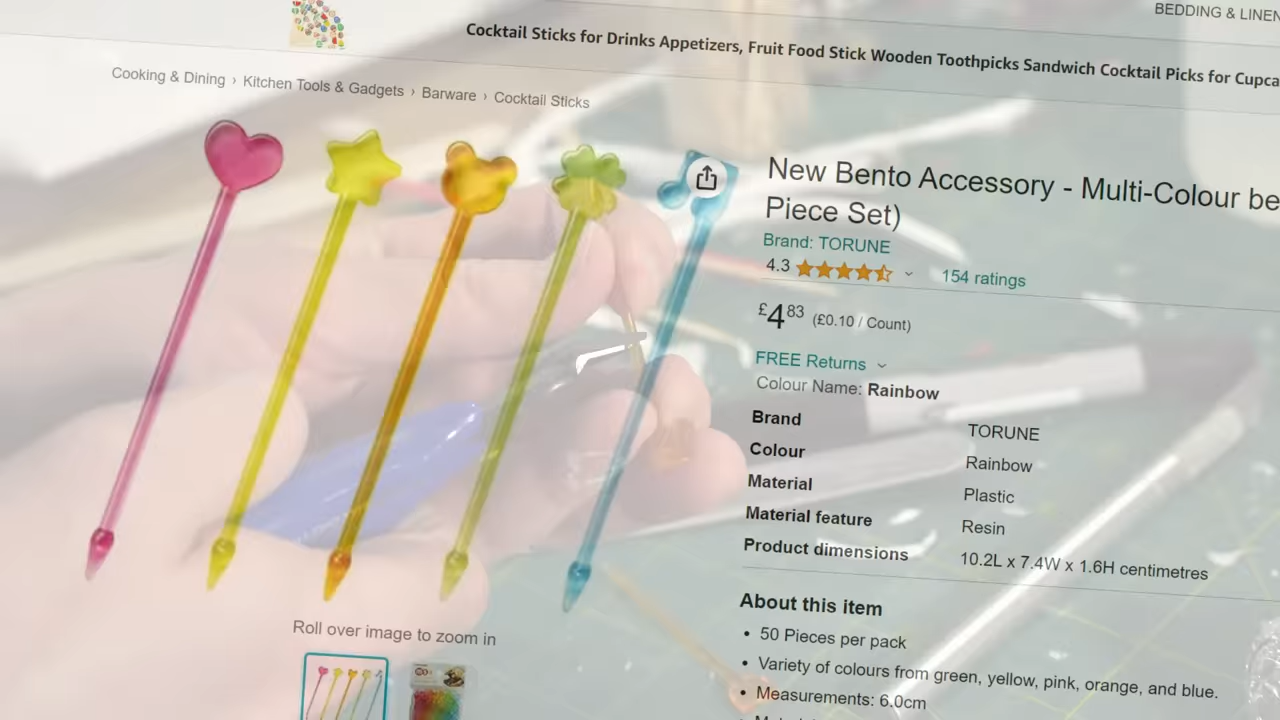 BEDDING & LINEN
Cocktail Sticks for Drinks Appetizers, Fruit Food Stick Wooden Toothpicks Sandwich Cocktail Picks for Cupca
Cooking & Dining › Kitchen Tools & Gadgets › Barware › Cocktail Sticks
New Bento Accessory - Multi-Colour be
Piece Set)
Brand: TORUNE
4.3 154 ratings
£4.83 (£0.10 / Count)
FREE Returns
Colour Name: Rainbow
Brand TORUNE
Colour Rainbow
Material Plastic
Material feature Resin
Product dimensions 10.2L x 7.4W x 1.6H centimetres
About this item
• 50 Pieces per pack
• Variety of colours from green, yellow, pink, orange, and blue.
• Measurements: 6.0cm
Roll over image to zoom in